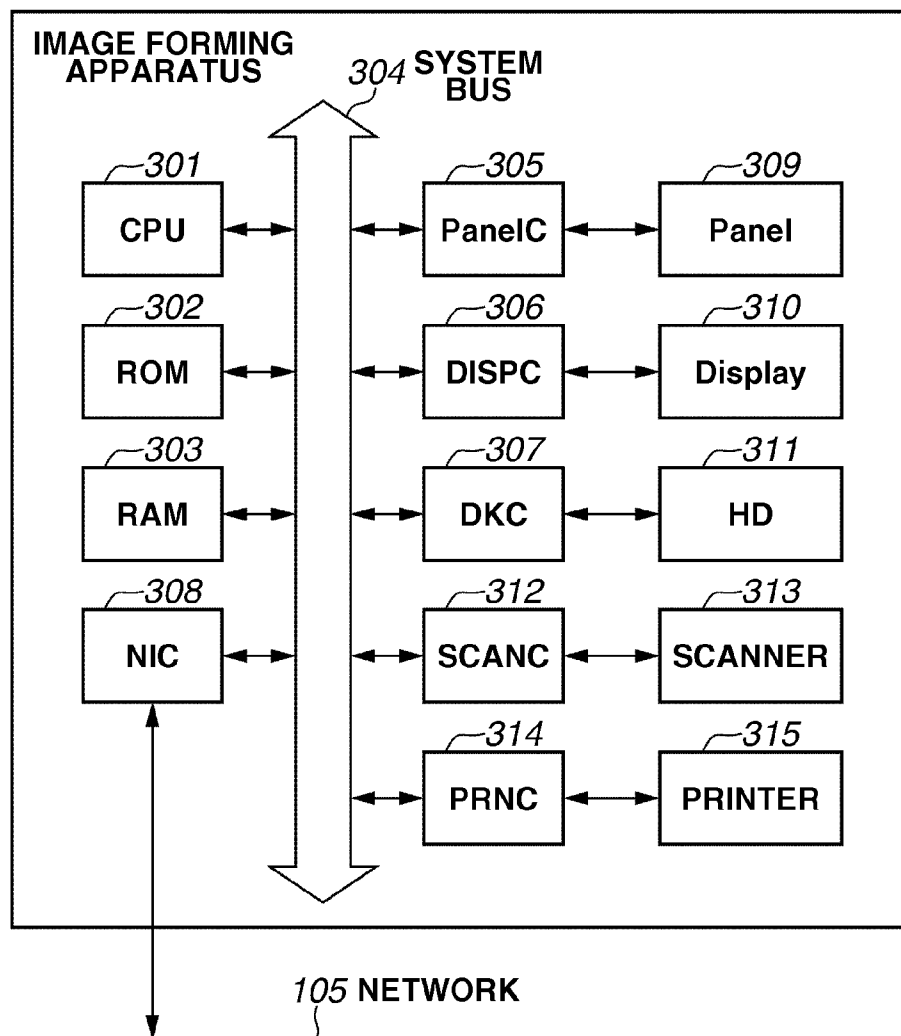 IMAGE FORMING
APPARATUS
304 SYSTEM
BUS
301
CPU
305
PanelC
309
Panel
302
ROM
306
DISPC
310
Display
303
RAM
307
DKC
311
HD
308
NIC
312
SCANC
313
SCANNER
314
PRNC
315
PRINTER
105 NETWORK